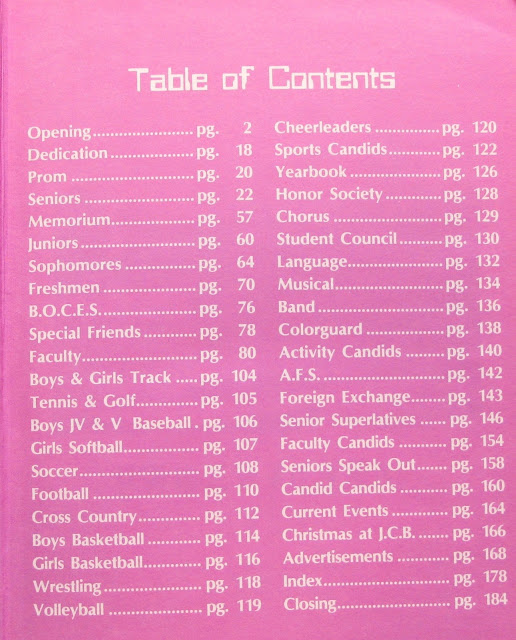 Table of Contents
Opening........................ pg. 2
Dedication.................... pg. 18
Prom ............................. pg. 20
Seniors .......................... pg. 22
Memorium.................... pg. 57
Juniors............................ pg. 60
Sophomores ................. pg. 64
Freshmen ...................... pg. 70
B.O.C.E.S....................... pg. 76
Special Friends ............. pg. 78
Faculty............................ pg. 80
Boys & Girls Track ..... pg. 104
Tennis & Golf............... pg. 105
Boys JV & V Baseball . pg. 106
Girls Softball.................. pg. 107
Soccer............................. pg. 108
Football .......................... pg. 110
Cross Country............... pg. 112
Boys Basketball ............ pg. 114
Girls Basketball............. pg. 116
Wrestling........................ pg. 118
Volleyball ....................... pg. 119
Cheerleaders ............... pg. 120
Sports Candids............. pg. 122
Yearbook ...................... pg. 126
Honor Society ............. pg. 128
Chorus .......................... pg. 129
Student Council.......... pg. 130
Language....................... pg. 132
Musical.......................... pg. 134
Band .............................. pg. 136
Colorguard .................. pg. 138
Activity Candids ......... pg. 140
A.F.S. ............................. pg. 142
Foreign Exchange........ pg. 143
Senior Superlatives ...... pg. 146
Faculty Candids ........... pg. 154
Seniors Speak Out....... pg. 158
Candid Candids ........... pg. 160
Current Events ............. pg. 164
Christmas at J.C.B. ....... pg. 166
Advertisements ............ pg. 168
Index.............................. pg. 178
Closing........................... pg. 184